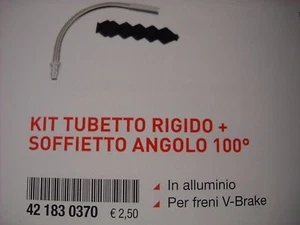 KIT TUBETTO RIGIDO +
SOFFIETTO ANGOLO 100°
In alluminio
Per freni V-Brake
42 183 0370 € 2,50